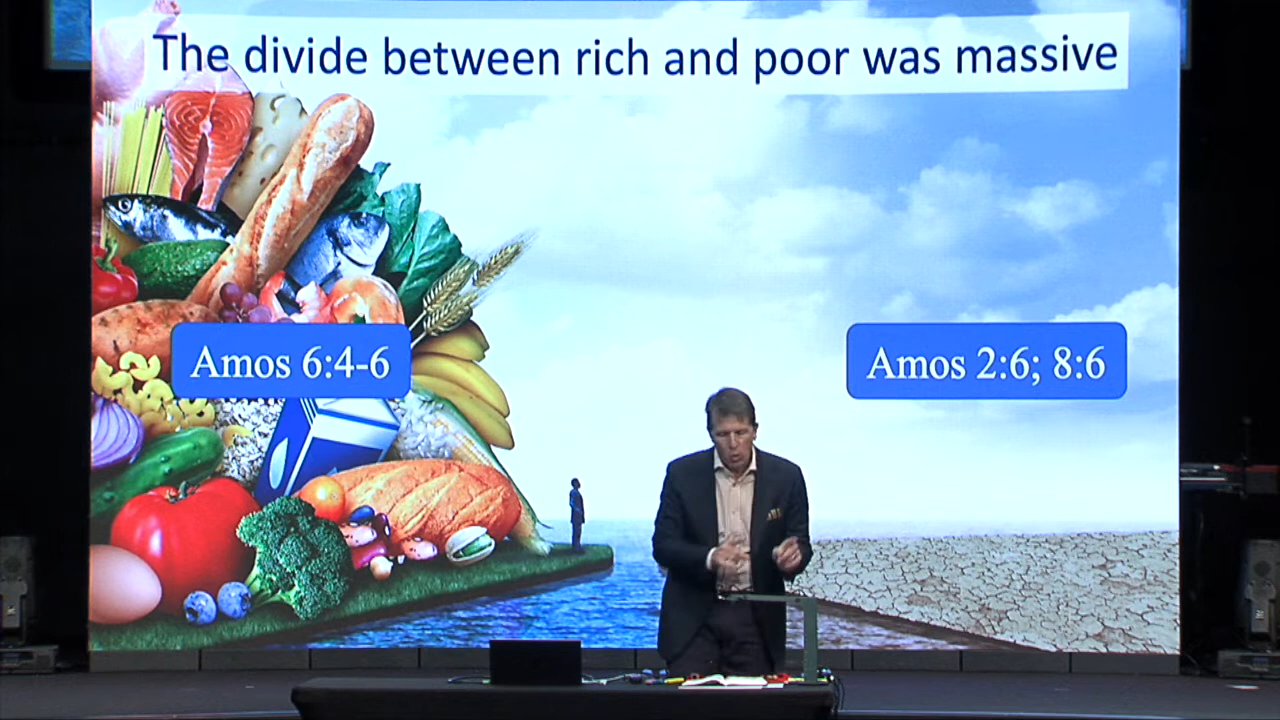 The divide between rich and poor was massive
Amos 6:4-6
Amos 2:6; 8:6